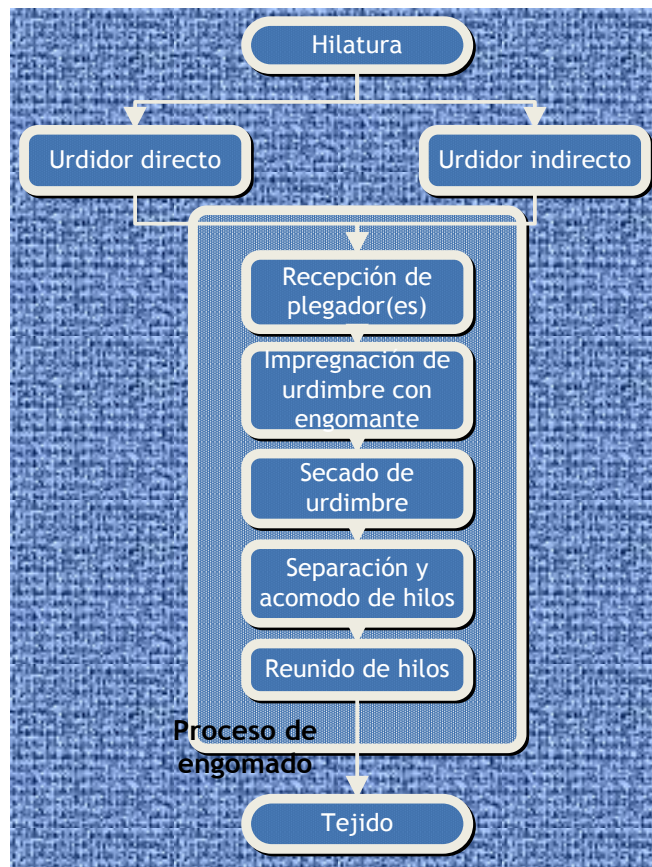 Hilatura
Urdidor directo
Urdidor indirecto
Recepción de
plegador(es)
Impregnación de
urdimbre con
engomante
Secado de
urdimbre
Separación y
acomodo de hilos
Reunido de hilos
Proceso de
engomado
Tejido